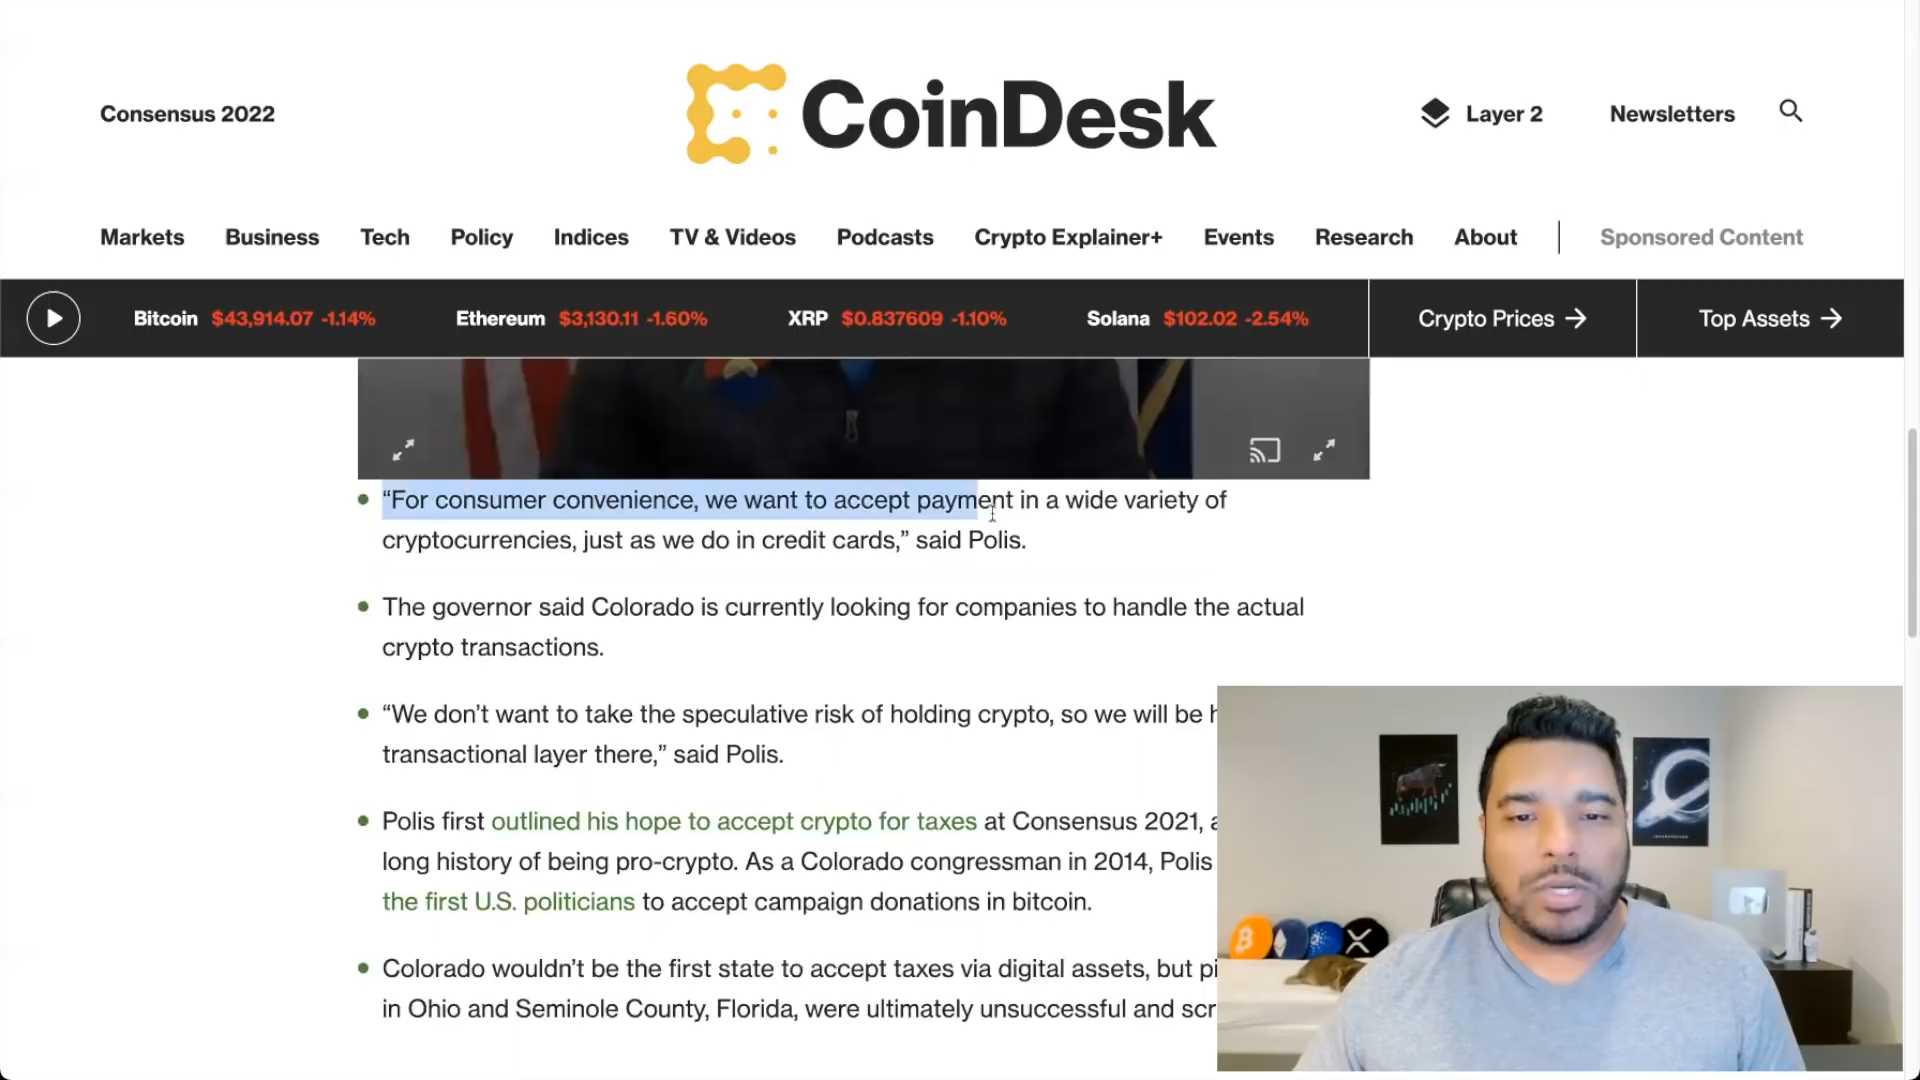 Consensus 2022
CoinDesk
Layer 2
Newsletters
Markets Business Tech Policy Indices TV & Videos Podcasts Crypto Explainer+ Events Research About Sponsored Content
Bitcoin $43,914.07 -1.14% Ethereum $3,130.11 -1.60% XRP $0.837609 -1.10% Solana $102.02 -2.54% Crypto Prices → Top Assets →
“For consumer convenience, we want to accept payment in a wide variety of
cryptocurrencies, just as we do in credit cards,” said Polis.
The governor said Colorado is currently looking for companies to handle the actual
crypto transactions.
“We don’t want to take the speculative risk of holding crypto, so we will be
transactional layer there,” said Polis.
Polis first outlined his hope to accept crypto for taxes at Consensus 2021,
long history of being pro-crypto. As a Colorado congressman in 2014, Polis
the first U.S. politicians to accept campaign donations in bitcoin.
Colorado wouldn’t be the first state to accept taxes via digital assets, but
in Ohio and Seminole County, Florida, were ultimately unsuccessful and